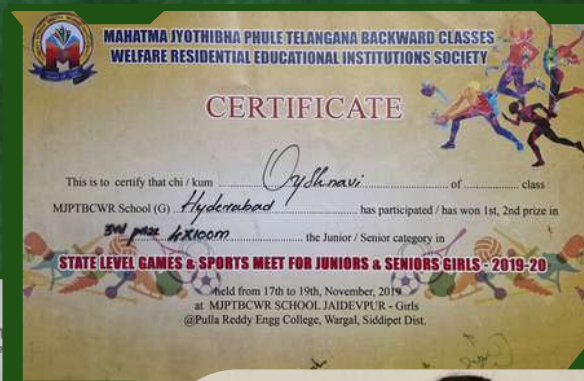 MAHATMA JYOTHIBHA PHULE TELANGANA BACKWARD CLASSES
WELFARE RESIDENTIAL EDUCATIONAL INSTITUTIONS SOCIETY
CERTIFICATE
This is to certify that chi / kum Vyshnavi of class
MJPTBCWR School (G) Hyderabad has participated / has won 1st, 2nd prize in
3rd prize 4x100m the Junior / Senior category in
STATE LEVEL GAMES & SPORTS MEET FOR JUNIORS & SENIORS GIRLS - 2019-20
held from 17th to 19th, November, 2019
at MJPTBCWR SCHOOL JAIDEVPUR - Girls
@Pulla Reddy Engg College, Wargal, Siddipet Dist.